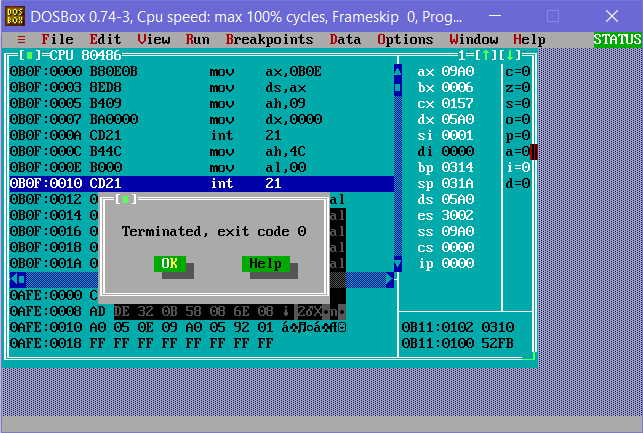 DOSBox 0.74-3, Cpu speed: max 100% cycles, Frameskip 0, Prog...
≡ File Edit View Run Breakpoints Data Options Window Help STATUS
[■]=CPU 80486 1=[↑][↓]
0B0F:0000 B80E0B mov ax,0B0E
0B0F:0003 8ED8 mov ds,ax
0B0F:0005 B409 mov ah,09
0B0F:0007 BA0000 mov dx,0000
0B0F:000A CD21 int 21
0B0F:000C B44C mov ah,4C
0B0F:000E B000 mov al,00
0B0F:0010 CD21 int 21
0B0F:0012 0 al
0B0F:0014 0 al
0B0F:0016 0 al
0B0F:0018 0 al
0B0F:001A 0 al
ax 09A0 c=0
bx 0006 z=0
cx 0157 s=0
dx 05A0 o=0
si 0001 p=0
di 0000 a=0
bp 0314 i=0
sp 031A d=0
ds 05A0
es 3002
ss 09A0
cs 0000
ip 0000
[■]
Terminated, exit code 0
OK Help
0AFE:0000 C
0AFE:0008 AD DE 32 0B 58 08 6E 08
0AFE:0010 A0 05 0E 09 A0 05 92 01
0AFE:0018 FF FF FF FF FF FF FF FF
0B11:0102 0310
0B11:0100 52FB